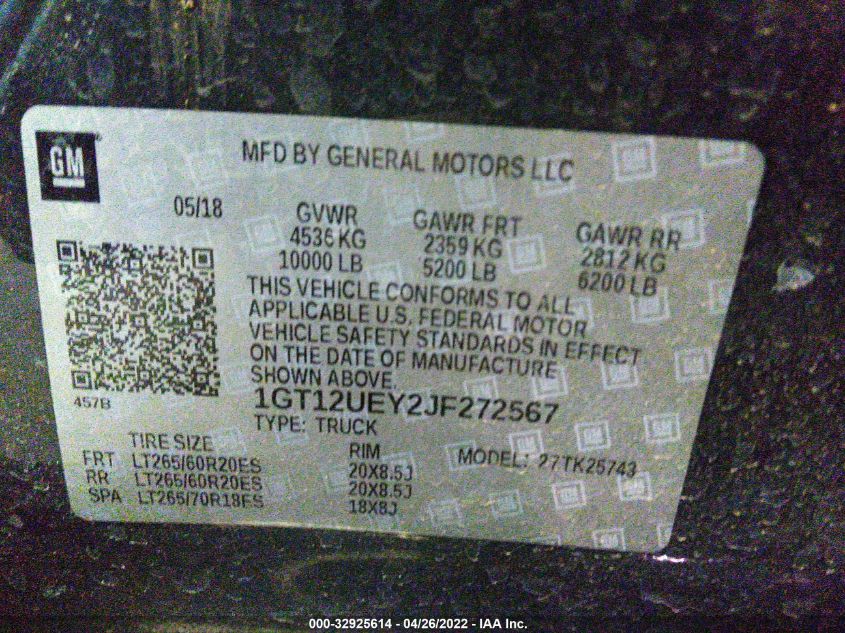 GM
MFD BY GENERAL MOTORS LLC
05/18
GVWR GAWR FRT GAWR RR
4536 KG 2359 KG 2812 KG
10000 LB 5200 LB 6200 LB
THIS VEHICLE CONFORMS TO ALL
APPLICABLE U.S. FEDERAL MOTOR
VEHICLE SAFETY STANDARDS IN EFFECT
ON THE DATE OF MANUFACTURE
SHOWN ABOVE.
457B
1GT12UEY2JF272567
TYPE: TRUCK
TIRE SIZE RIM MODEL: 27TK25743
FRT LT265/60R20ES 20X8.5J
RR LT265/60R20ES 20X8.5J
SPA LT265/70R18ES 18X8J
000-32925614 - 04/26/2022 - IAA Inc.